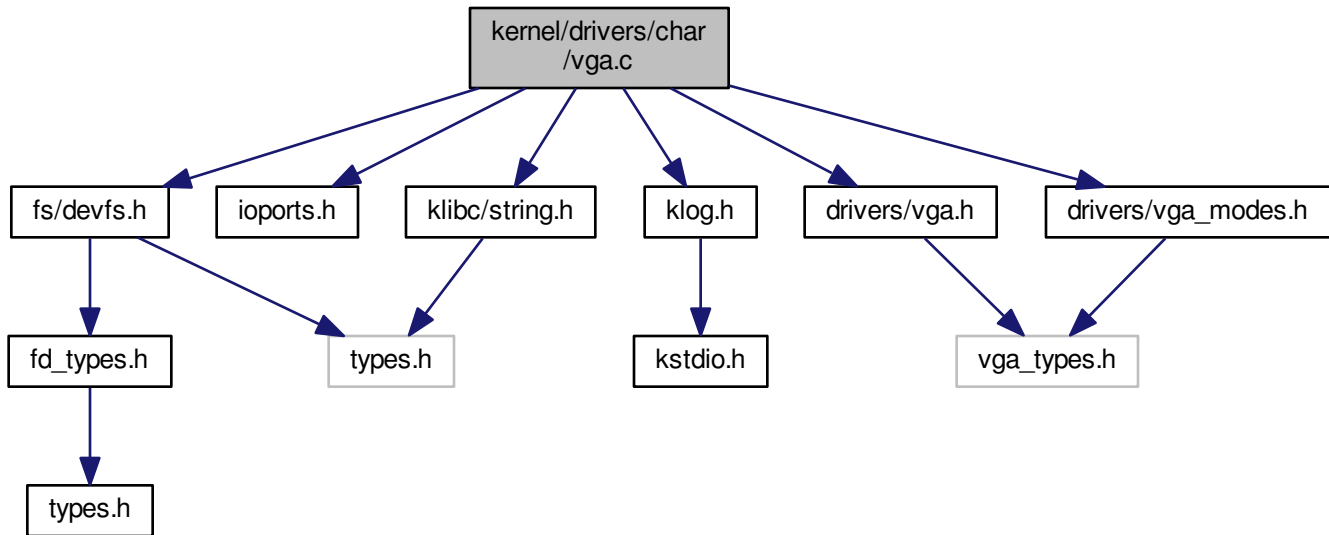 kernel/drivers/char
/vga.c
fs/devfs.h
ioports.h
klibc/string.h
klog.h
drivers/vga.h
drivers/vga_modes.h
fd_types.h
types.h
kstdio.h
vga_types.h
types.h